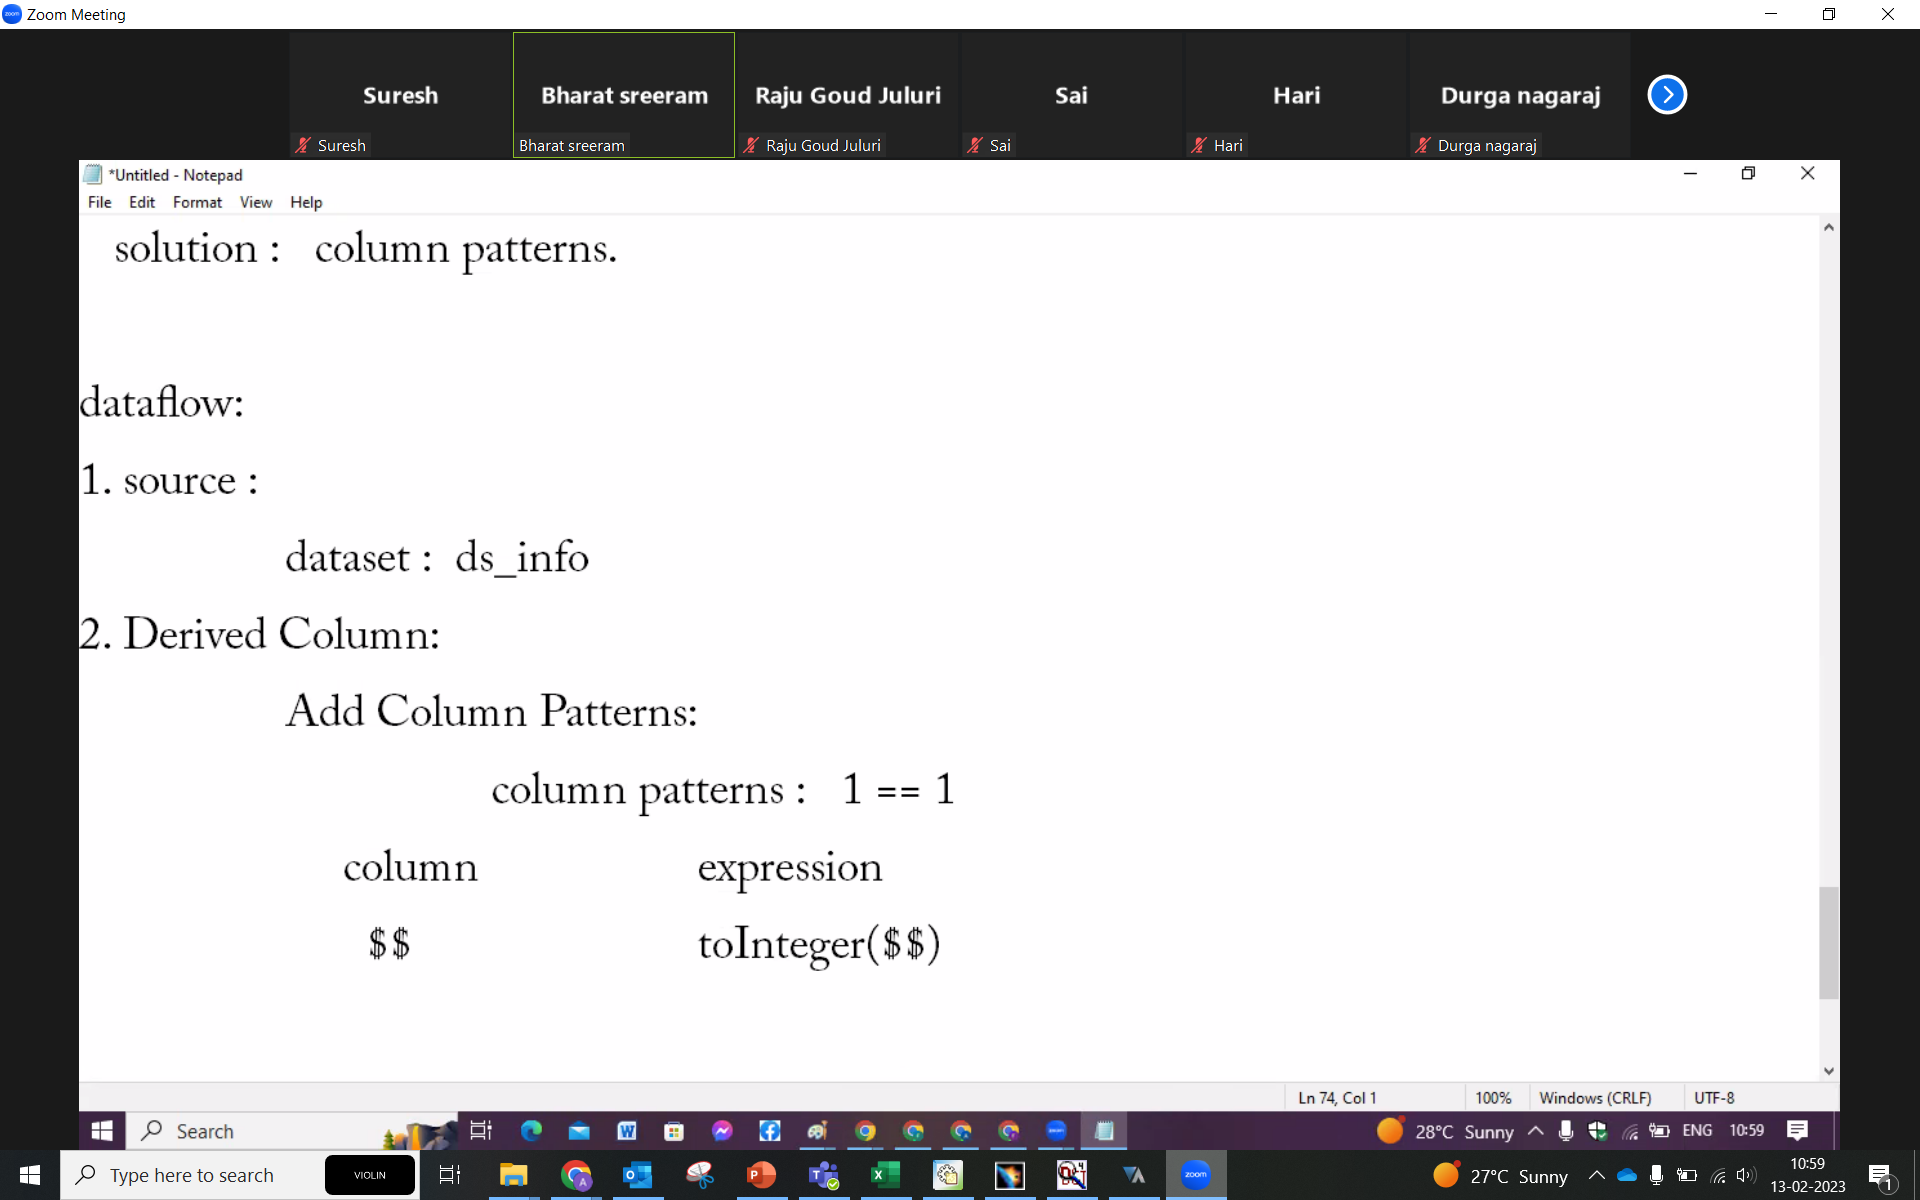 Zoom Meeting
Suresh
Bharat sreeram
Raju Goud Juluri
Sai
Hari
Durga nagaraj
Suresh
Bharat sreeram
Raju Goud Juluri
Sai
Hari
Durga nagaraj
*Untitled - Notepad
File Edit Format View Help
solution : column patterns.
dataflow:
1. source :
dataset : ds_info
2. Derived Column:
Add Column Patterns:
column patterns : 1 == 1
column expression
$$ toInteger($$)
Ln 74, Col 1 100% Windows (CRLF) UTF-8
Search
28°C Sunny ENG 10:59
Type here to search
VIOLIN
zoom
27°C Sunny
10:59
13-02-2023
1